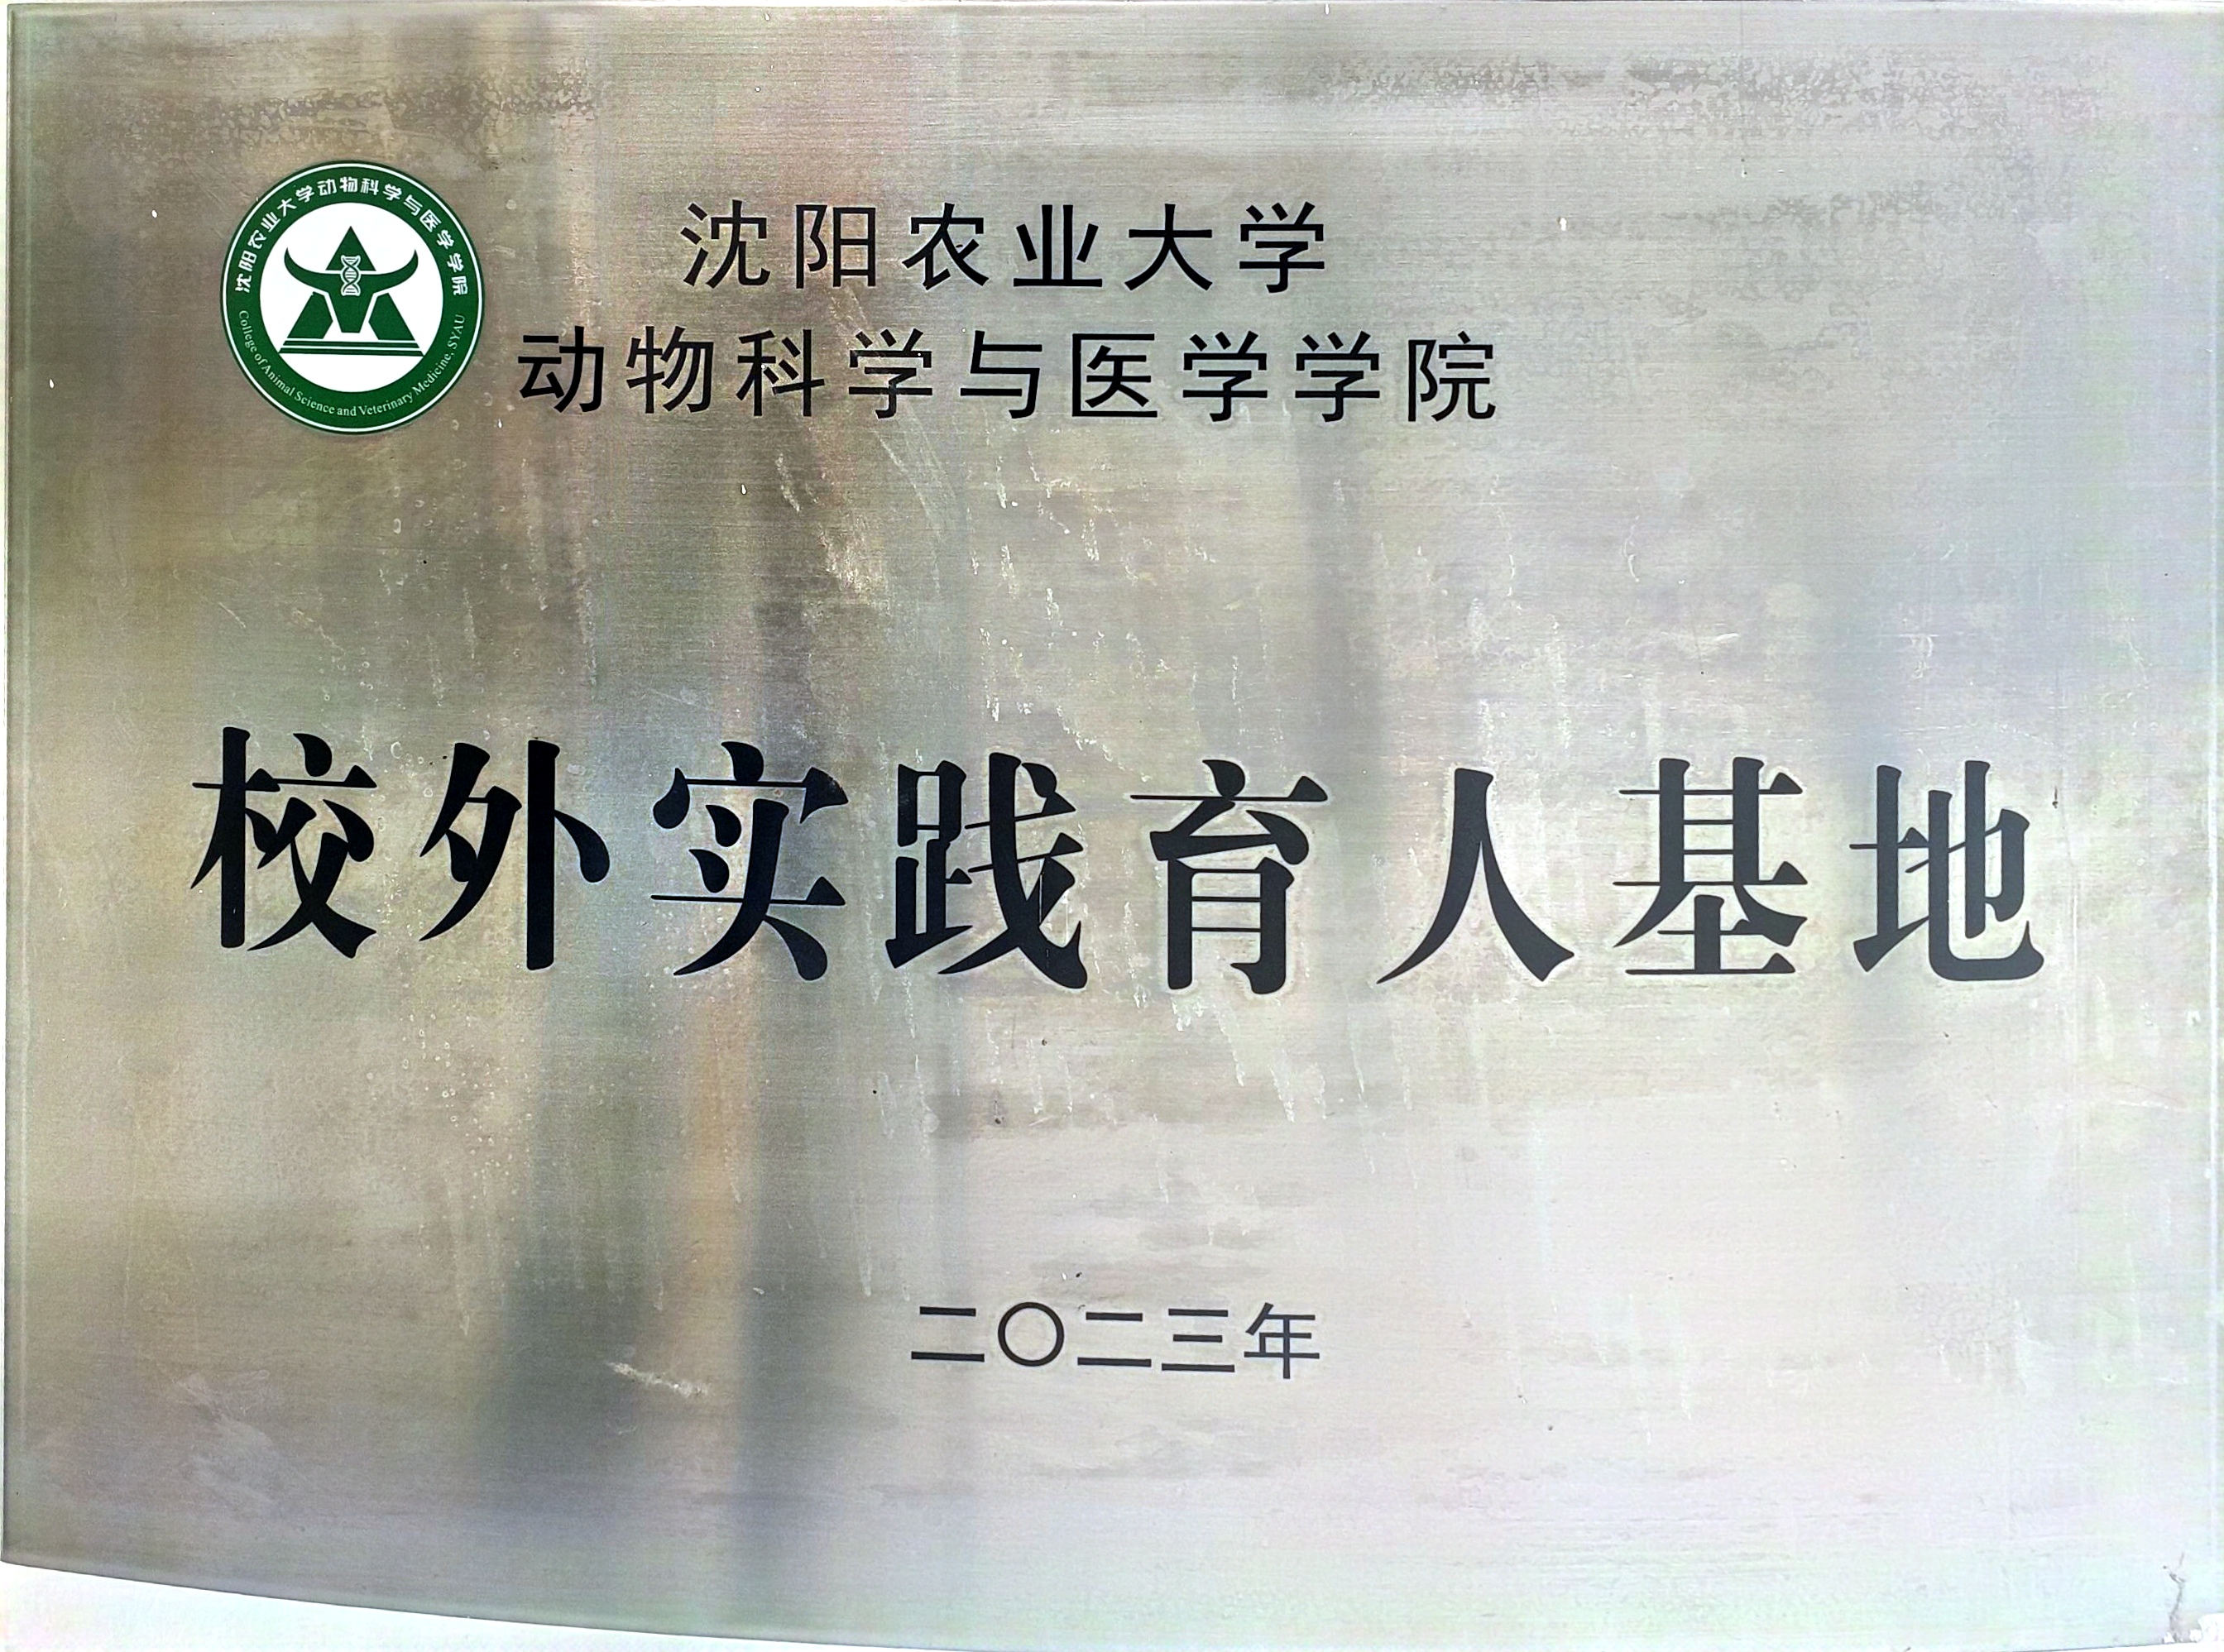 沈阳农业大学动物科学与医学学院
College of Animal Science and Veterinary Medicine, SYAU
沈阳农业大学
动物科学与医学学院
校外实践育人基地
二〇二三年